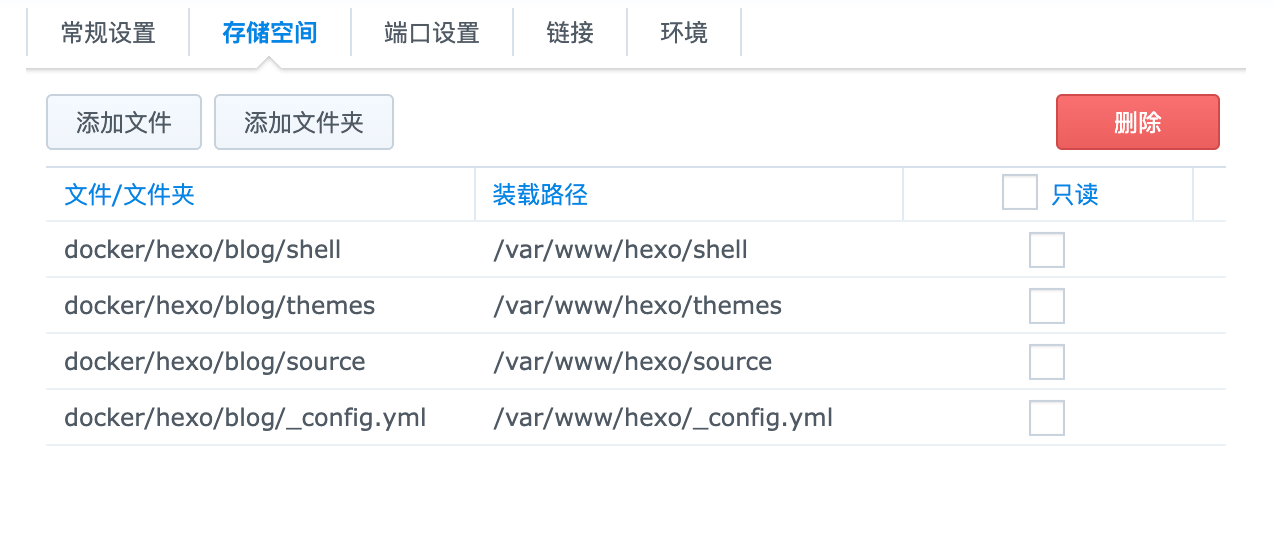 常规设置 存储空间 端口设置 链接 环境
添加文件 添加文件夹 删除
文件/文件夹 装载路径 只读
docker/hexo/blog/shell /var/www/hexo/shell
docker/hexo/blog/themes /var/www/hexo/themes
docker/hexo/blog/source /var/www/hexo/source
docker/hexo/blog/_config.yml /var/www/hexo/_config.yml